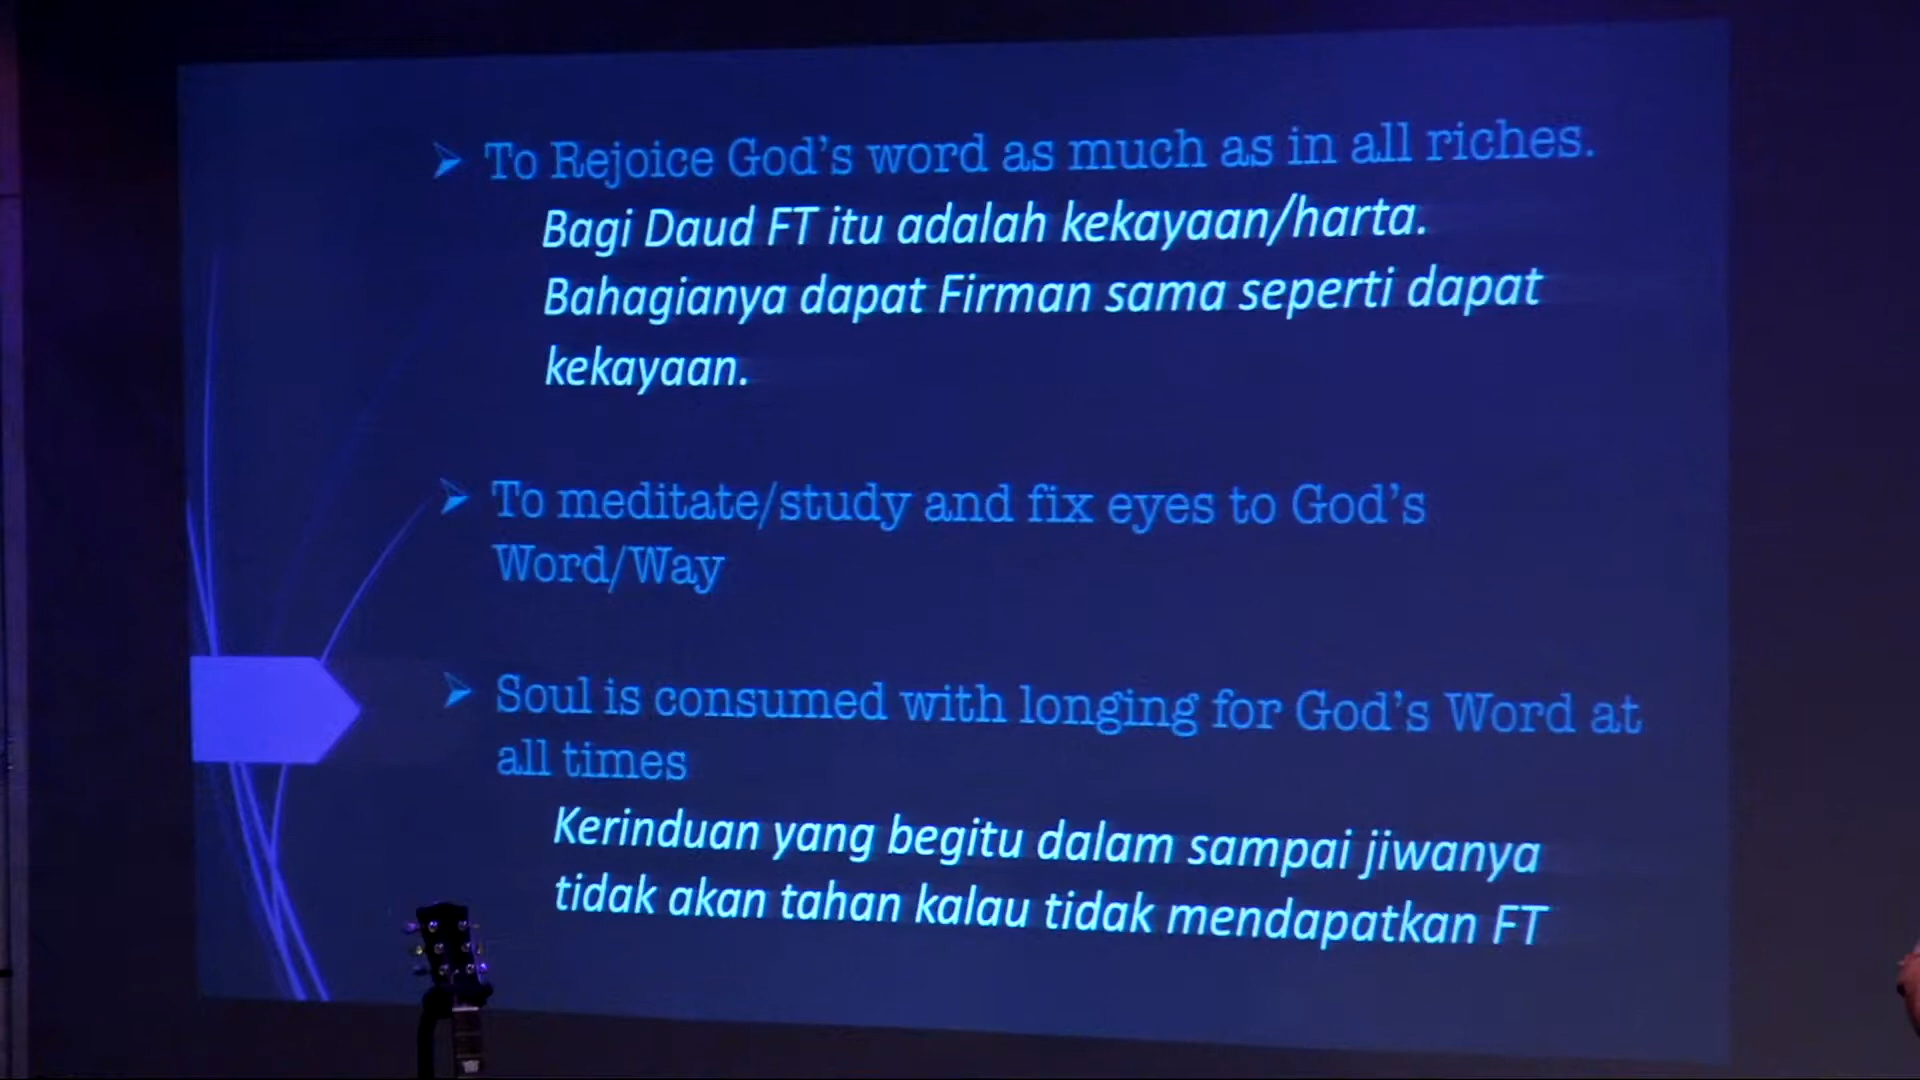 To Rejoice God's word as much as in all riches.
Bagi Daud FT itu adalah kekayaan/harta.
Bahagianya dapat Firman sama seperti dapat
kekayaan.
To meditate/study and fix eyes to God's
Word/Way
Soul is consumed with longing for God's Word at
all times
Kerinduan yang begitu dalam sampai jiwanya
tidak akan tahan kalau tidak mendapatkan FT